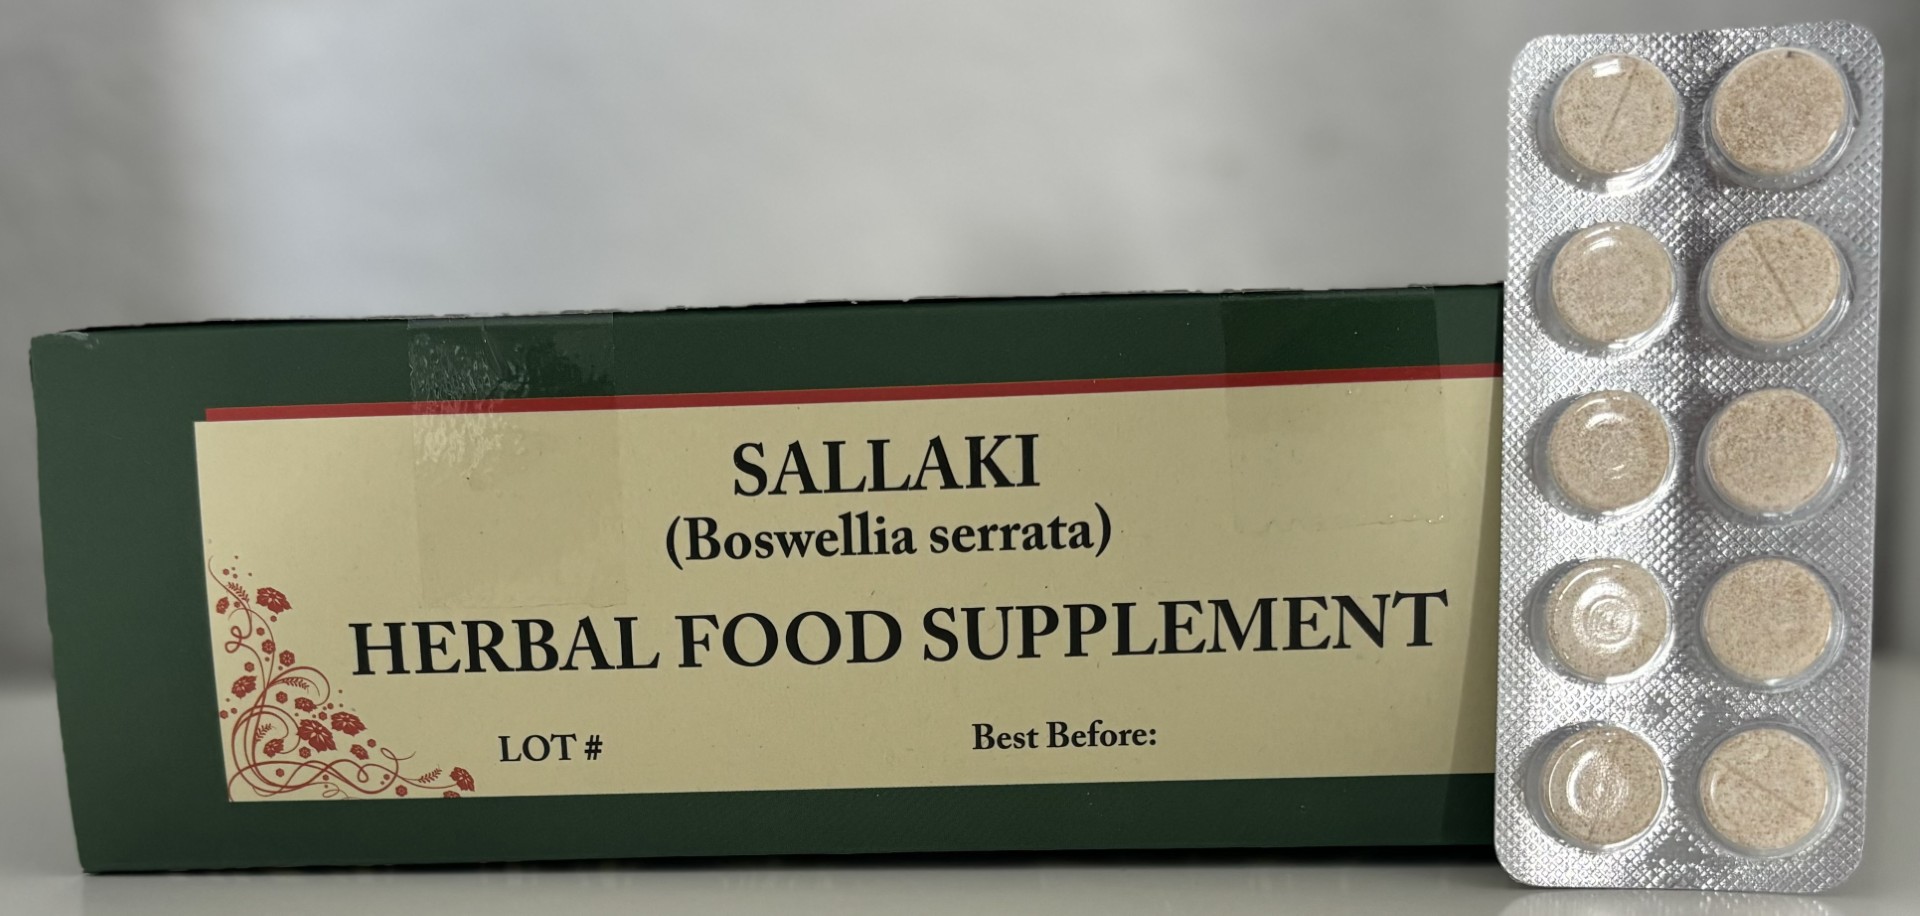 SALLAKI
(Boswellia serrata)
HERBAL FOOD SUPPLEMENT
LOT #
Best Before: